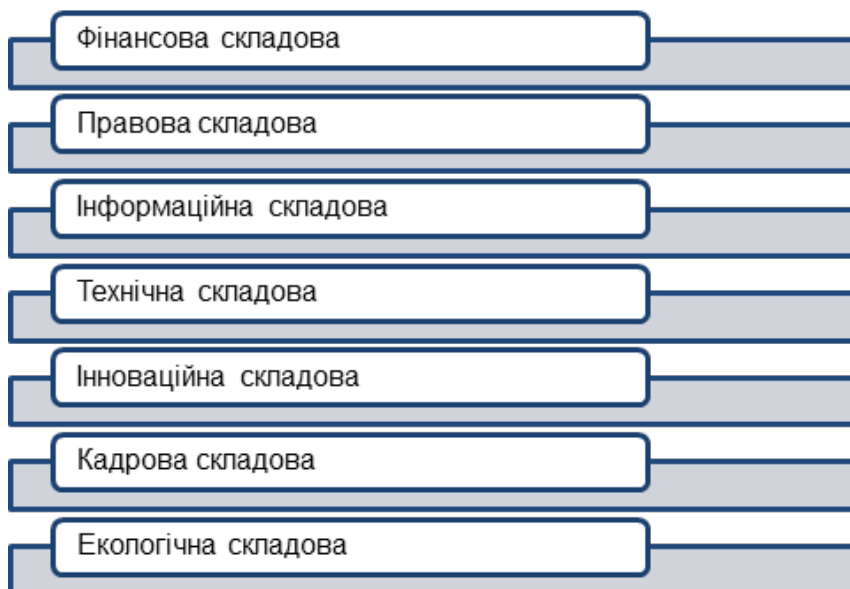 Фінансова складова
Правова складова
Інформаційна складова
Технічна складова
Інноваційна складова
Кадрова складова
Екологічна складова